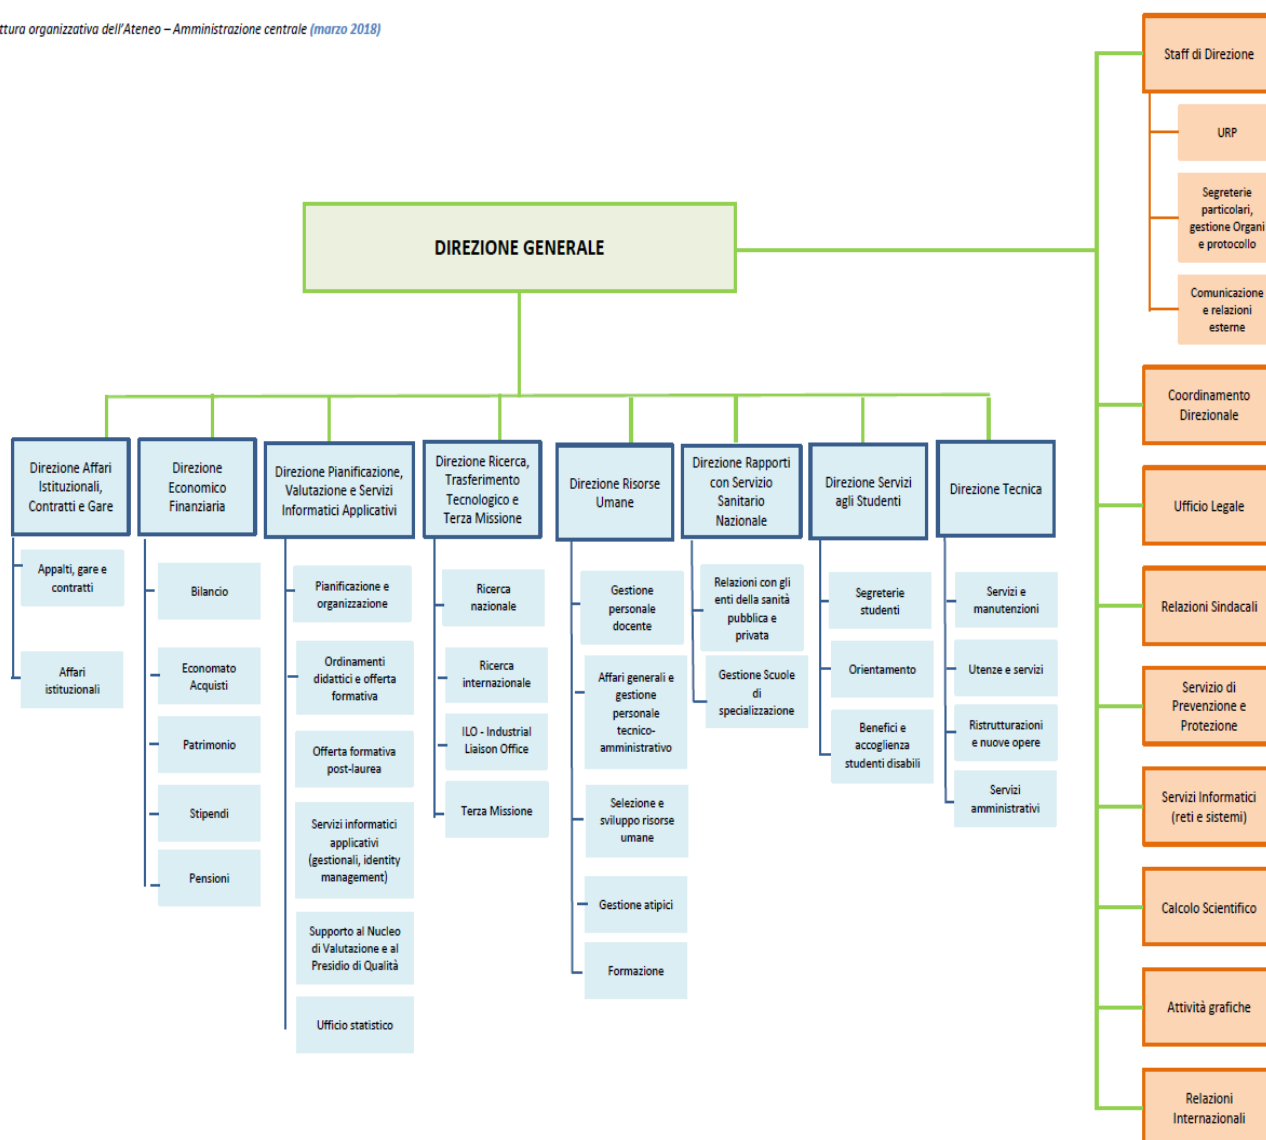 ttura organizzativa dell'Ateneo – Amministrazione centrale (marzo 2018)
DIREZIONE GENERALE
Direzione Affari
Istituzionali,
Contratti e Gare
Appalti, gare e
contratti
Affari
istituzionali
Direzione
Economico
Finanziaria
Bilancio
Economato
Acquisti
Patrimonio
Stipendi
Pensioni
Direzione Pianificazione,
Valutazione e Servizi
Informatici Applicativi
Pianificazione e
organizzazione
Ordinamenti
didattici e offerta
formativa
Offerta formativa
post-laurea
Servizi informatici
applicativi
(gestionali, identity
management)
Supporto al Nucleo
di Valutazione e al
Presidio di Qualità
Ufficio statistico
Direzione Ricerca,
Trasferimento
Tecnologico e
Terza Missione
Ricerca
nazionale
Ricerca
internazionale
ILO - Industrial
Liaison Office
Terza Missione
Direzione Risorse
Umane
Gestione
personale
docente
Affari generali e
gestione
personale
tecnico-
amministrativo
Selezione e
sviluppo risorse
umane
Gestione atipici
Formazione
Direzione Rapporti
con Servizio
Sanitario
Nazionale
Relazioni con gli
enti della sanità
pubblica e
privata
Gestione Scuole
di
specializzazione
Direzione Servizi
agli Studenti
Segreterie
studenti
Orientamento
Benefici e
accoglienza
studenti disabili
Direzione Tecnica
Servizi e
manutenzioni
Utenze e servizi
Ristrutturazioni
e nuove opere
Servizi
amministrativi
Staff di Direzione
URP
Segreterie
particolari,
gestione Organi
e protocollo
Comunicazione
e relazioni
esterne
Coordinamento
Direzionale
Ufficio Legale
Relazioni Sindacali
Servizio di
Prevenzione e
Protezione
Servizi Informatici
(reti e sistemi)
Calcolo Scientifico
Attività grafiche
Relazioni
Internazionali